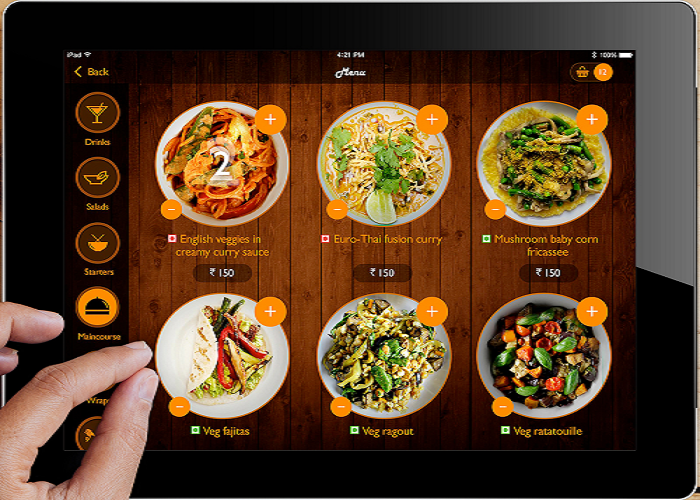 iPad 4:21 PM 100%
Back Menu 12
Drinks
Salads
Starters
Maincourse
Wraps
2
English veggies in
creamy curry sauce
₹ 150
Euro-Thai fusion curry
₹ 150
Mushroom baby corn
fricassee
₹ 150
Veg fajitas
Veg ragout
Veg ratatouille